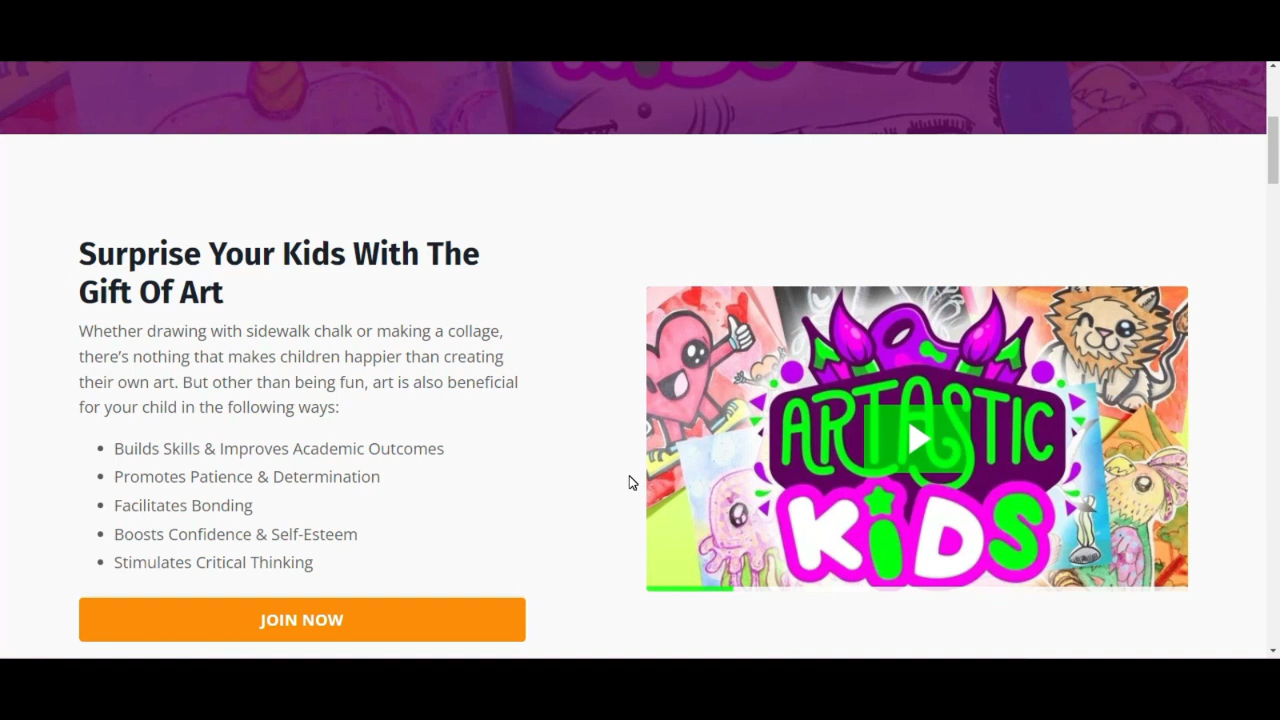 KIDS
Surprise Your Kids With The
Gift Of Art
Whether drawing with sidewalk chalk or making a collage,
there’s nothing that makes children happier than creating
their own art. But other than being fun, art is also beneficial
for your child in the following ways:
Builds Skills & Improves Academic Outcomes
Promotes Patience & Determination
Facilitates Bonding
Boosts Confidence & Self-Esteem
Stimulates Critical Thinking
JOIN NOW
ARTASTIC
KiDS